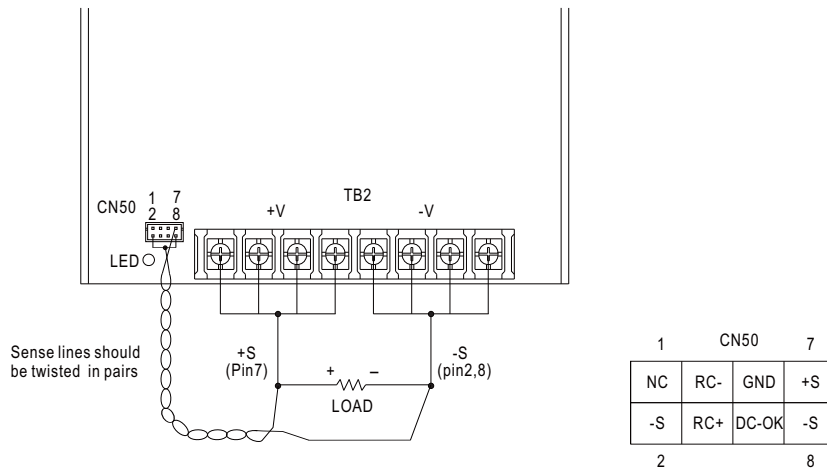 1 7
CN50 2 8
TB2
+V -V
LED
Sense lines should
be twisted in pairs
+S
(Pin7)
-S
(pin2,8)
+ –
LOAD
1 CN50 7
NC RC- GND +S
-S RC+ DC-OK -S
2 8